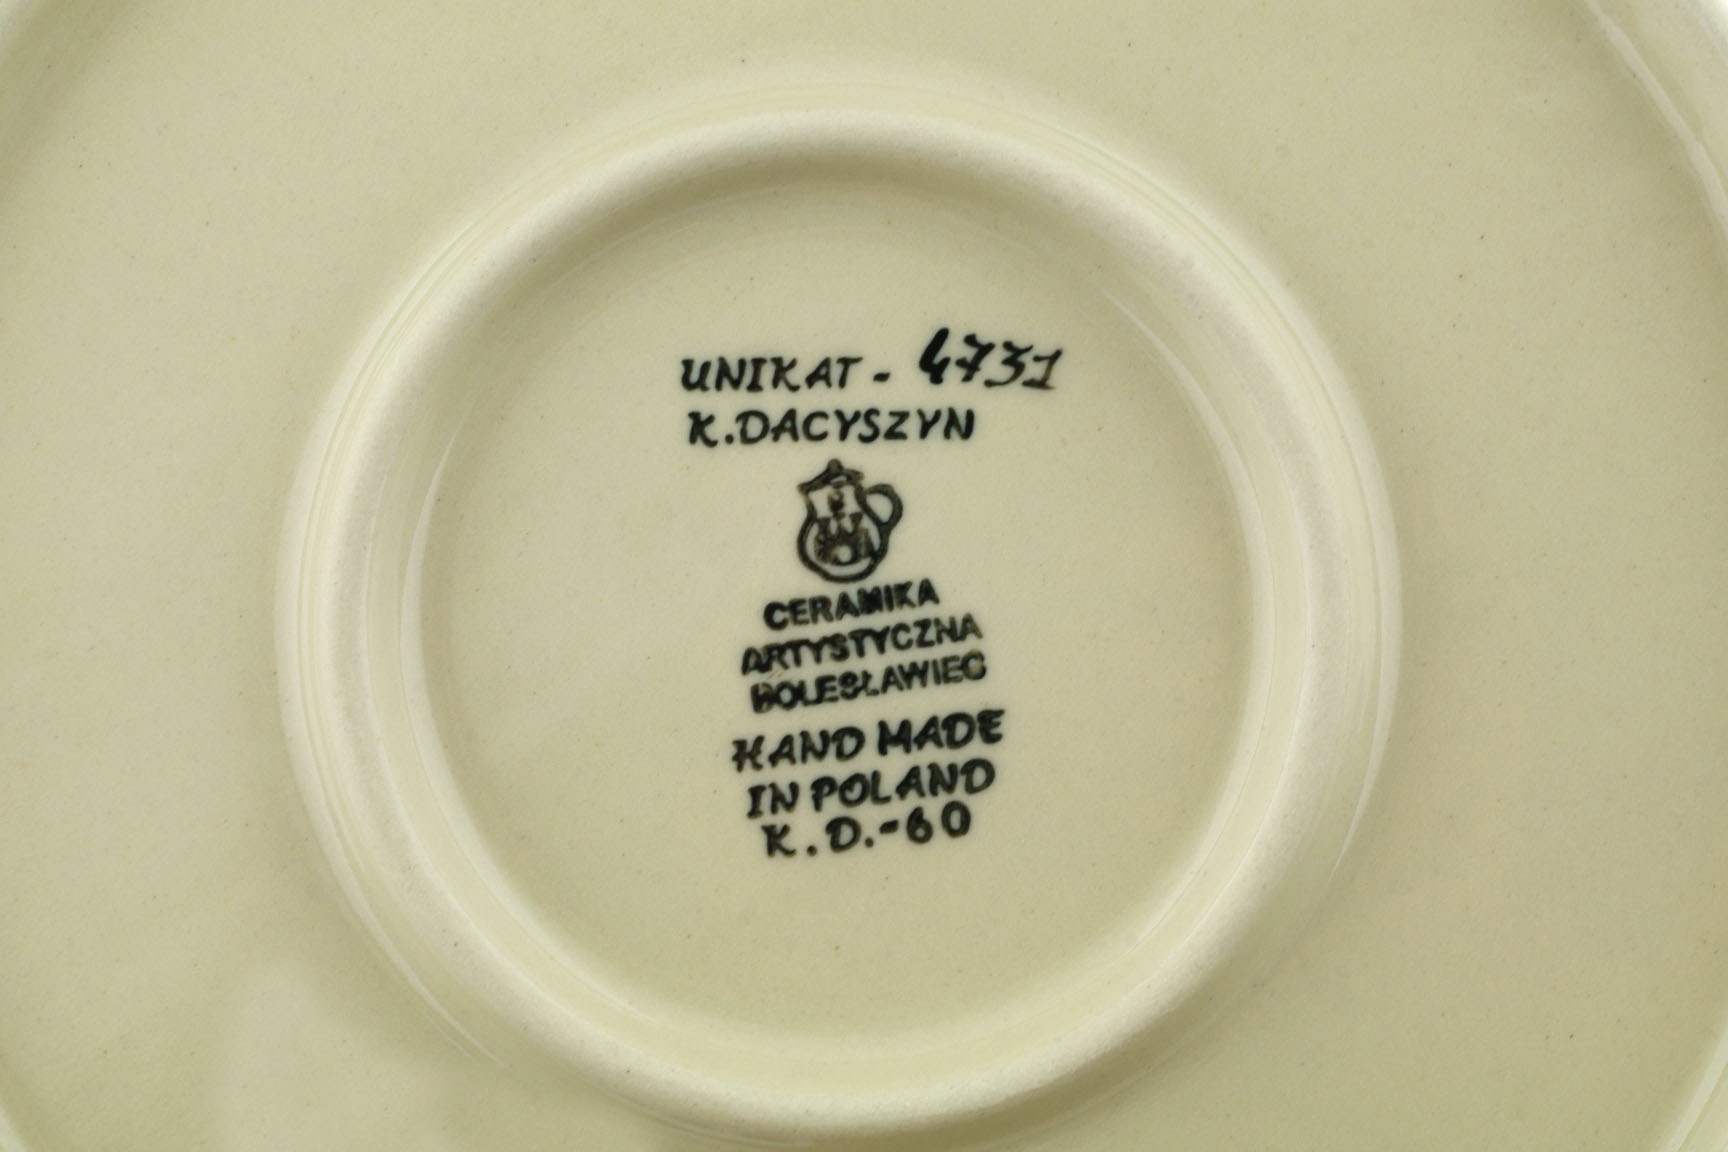 UNIKAT - 4731
K.DACYSZYN
CERAMIKA
ARTYSTYCZNA
BOLESŁAWIEC
HAND MADE
IN POLAND
K.D.-60